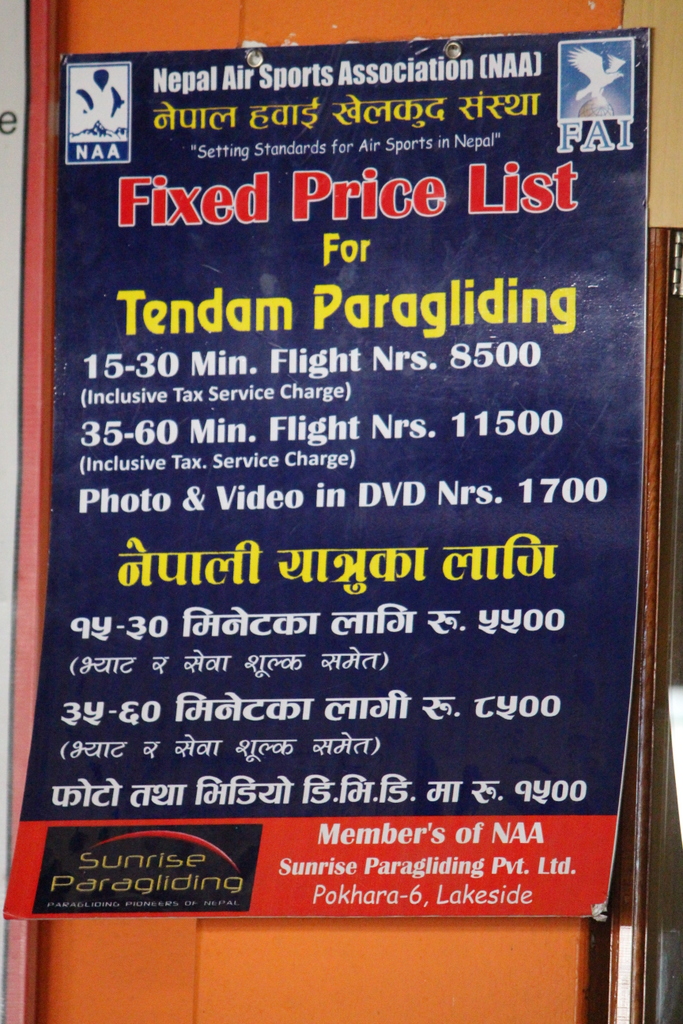 e
NAA
Nepal Air Sports Association (NAA)
नेपाल हवाई खेलकुद संस्था
"Setting Standards for Air Sports in Nepal"
FAI
Fixed Price List
For
Tendam Paragliding
15-30 Min. Flight Nrs. 8500
(Inclusive Tax Service Charge)
35-60 Min. Flight Nrs. 11500
(Inclusive Tax. Service Charge)
Photo & Video in DVD Nrs. 1700
नेपाली यात्रुका लागि
१५-३० मिनेटका लागि रु. ५५००
(भ्याट र सेवा शूल्क समेत)
३५-६० मिनेटका लागी रु. ८५००
(भ्याट र सेवा शूल्क समेत)
फोटो तथा भिडियो डि.भि.डि. मा रु. १५००
Sunrise
Paragliding
PARAGLIDING PIONEERS OF NEPAL
Member's of NAA
Sunrise Paragliding Pvt. Ltd.
Pokhara-6, Lakeside